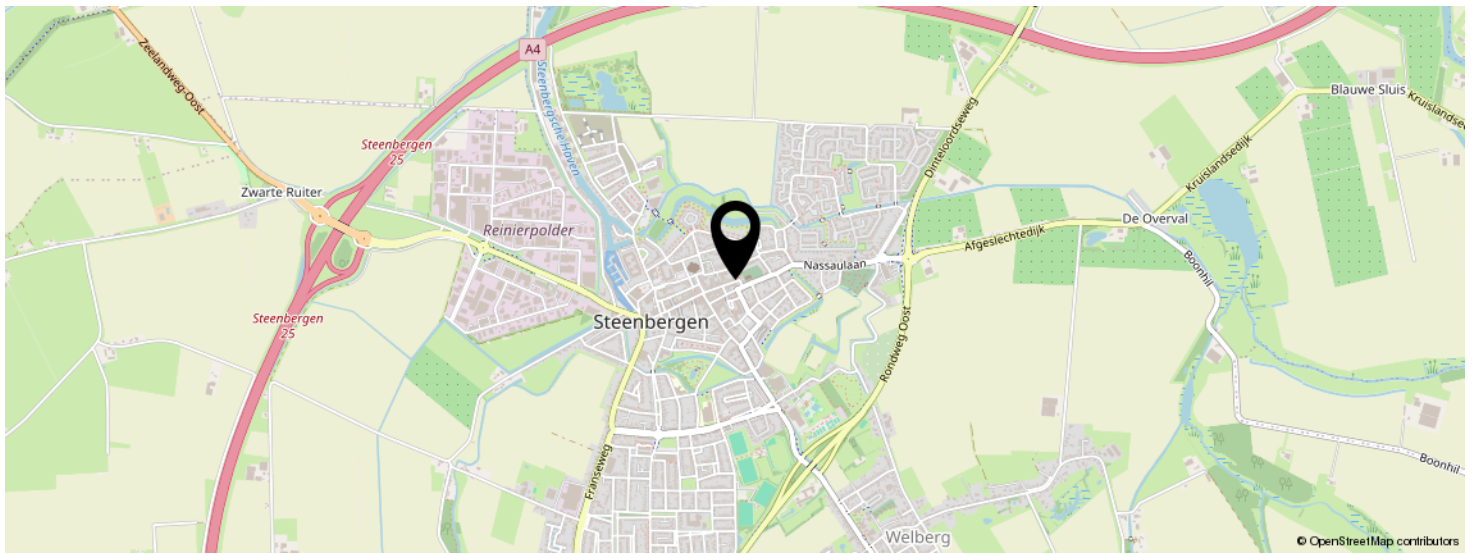 A4
Zeelandweg-Oost
Steenbergsche Haven
Dinteloordseweg
Blauwe Sluis
Steenbergen
25
Kruislandsedijk
Zwarte Ruiter
De Overval
Reinierpolder
Afgeslechtedijk
Nassaulaan
Boonhil
Steenbergen
25
Steenbergen
Rondweg Oost
Franseweg
Boonhil
Welberg
© OpenStreetMap contributors